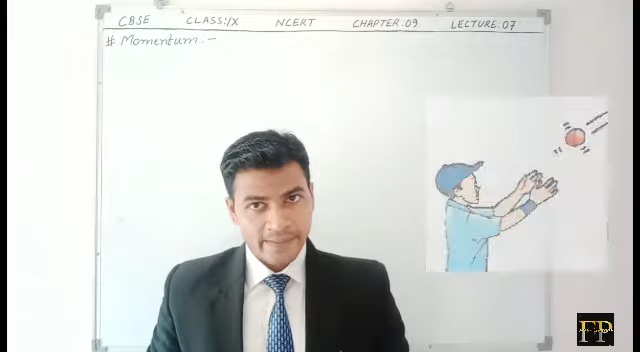 CBSE CLASS:IX NCERT CHAPTER:09 LECTURE:07
# Momentum:-
FP